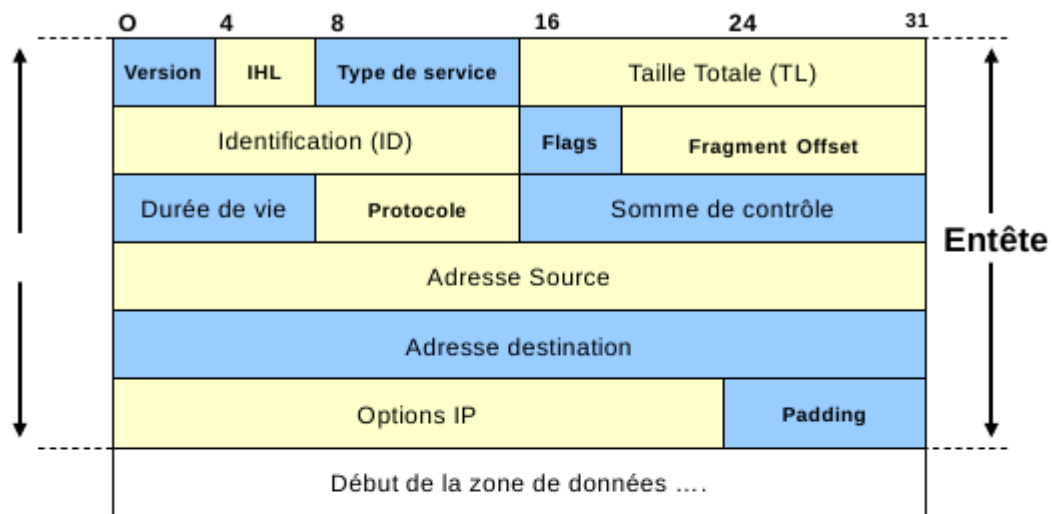 O 4 8 16 24 31
Version IHL Type de service Taille Totale (TL)
Identification (ID) Flags Fragment Offset
Durée de vie Protocole Somme de contrôle
Entête
Adresse Source
Adresse destination
Options IP Padding
Début de la zone de données ....